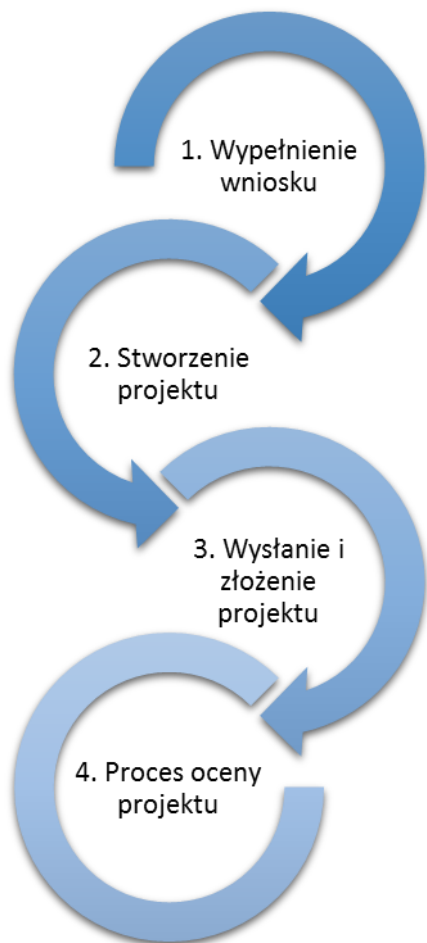 1. Wypełnienie
wniosku
2. Stworzenie
projektu
3. Wysłanie i
złożenie
projektu
4. Proces oceny
projektu